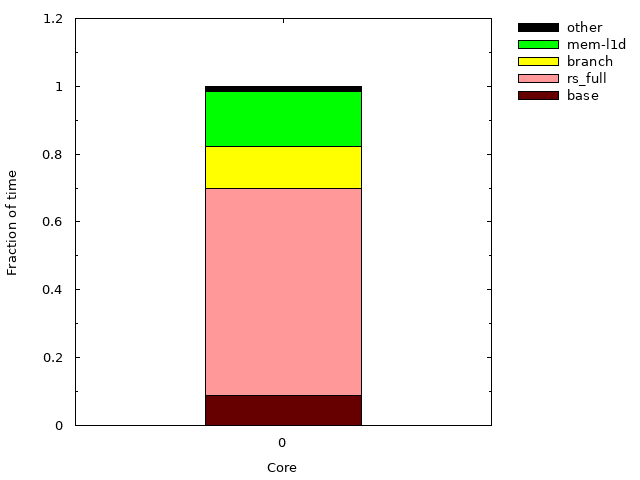 1.2
1
0.8
0.6
0.4
0.2
0
Fraction of time
0
Core
other
mem-l1d
branch
rs_full
base